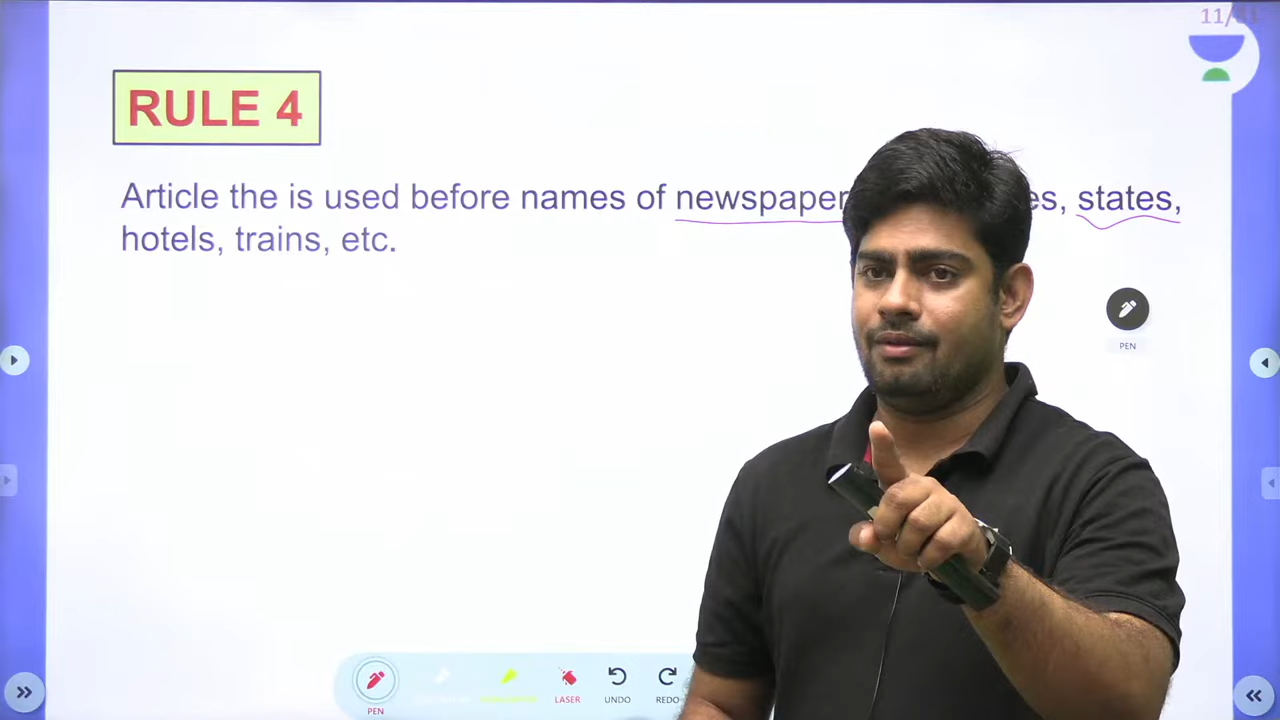 RULE 4
Article the is used before names of newspaper states,
hotels, trains, etc.
PEN
PEN
LASER
UNDO
REDO